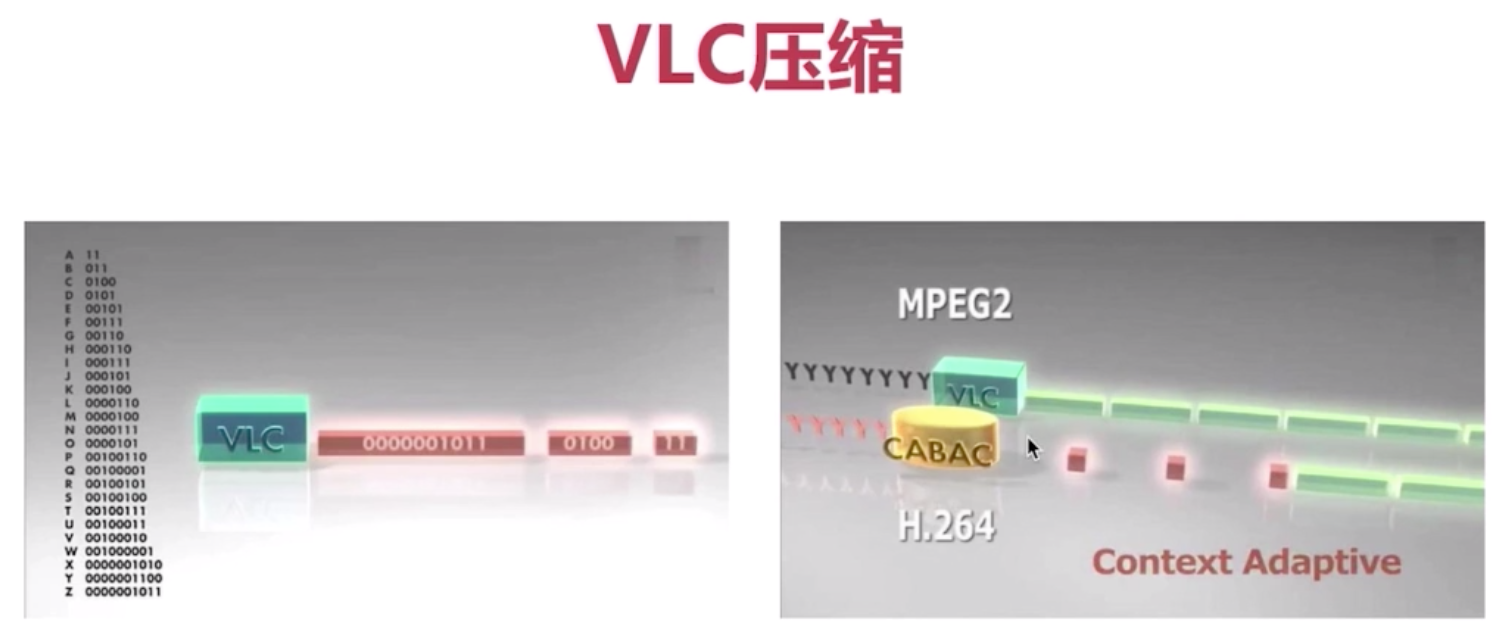 VLC压缩
A 11
B 011
C 0100
D 0101
E 00101
F 00111
G 00110
H 000110
I 000111
J 000101
K 000100
L 0000110
M 0000100
N 0000111
O 0000101
P 00100110
Q 00100001
R 00100101
S 00100100
T 00100111
U 00100011
V 00100010
W 001000001
X 0000001010
Y 0000001100
Z 0000001011
VLC
0000001011
0100
11
MPEG2
YYYYYYYY
VLC
YYYYY
CABAC
H.264
Context Adaptive